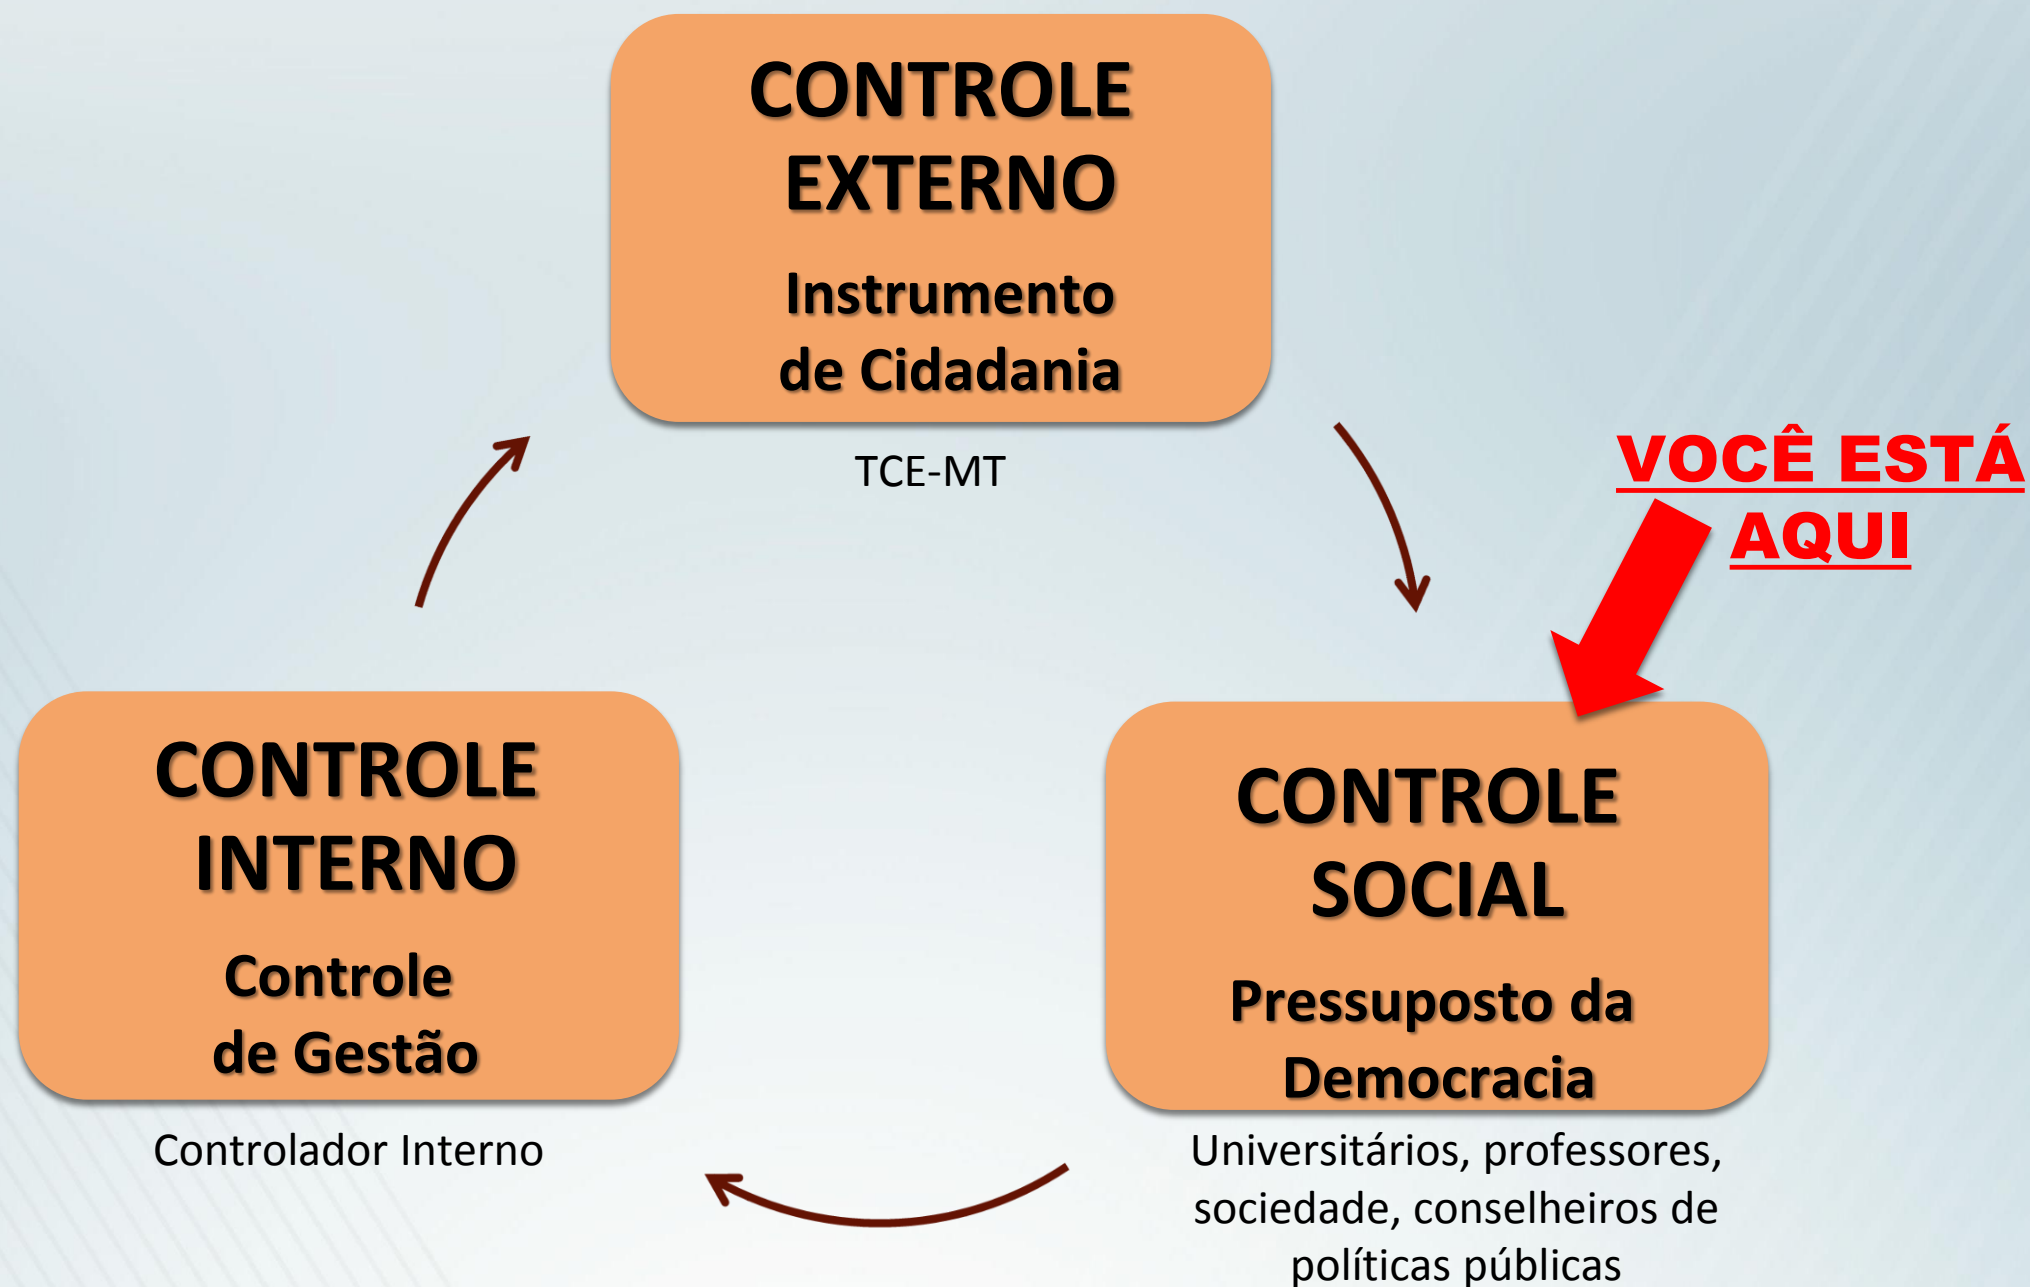 CONTROLE
EXTERNO
Instrumento
de Cidadania
TCE-MT
VOCÊ ESTÁ
AQUI
CONTROLE
INTERNO
Controle
de Gestão
Controlador Interno
CONTROLE
SOCIAL
Pressuposto da
Democracia
Universitários, professores,
sociedade, conselheiros de
políticas públicas